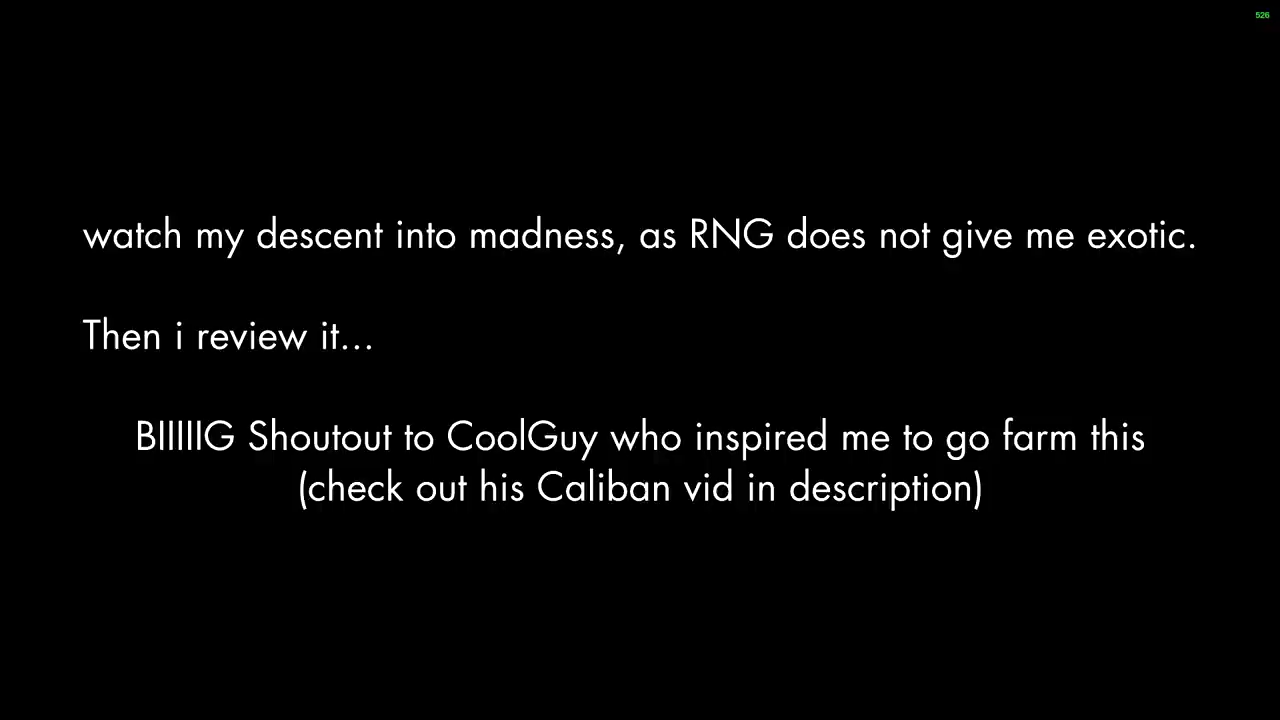 526
watch my descent into madness, as RNG does not give me exotic.
Then i review it...
BIIIIIG Shoutout to CoolGuy who inspired me to go farm this
(check out his Caliban vid in description)